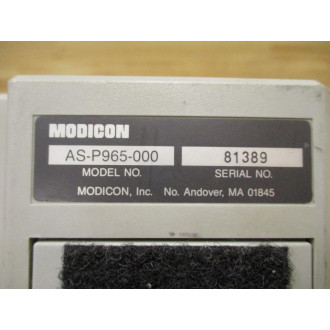 MODICON
AS-P965-000 81389
MODEL NO. SERIAL NO.
MODICON, Inc. No. Andover, MA 01845